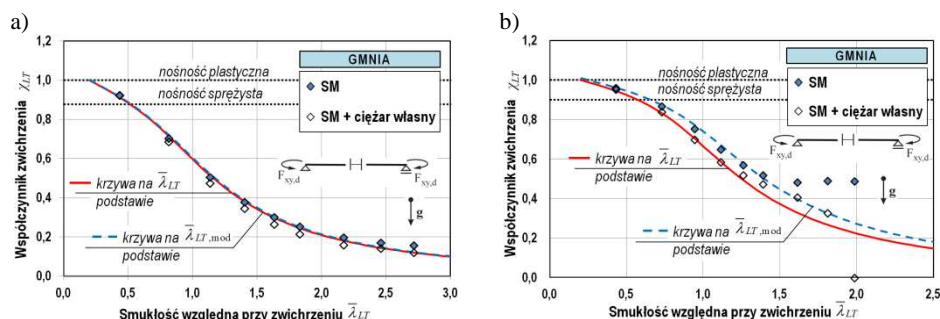 a)
1,2
1,0
0,8
0,6
0,4
0,2
0,0
0,0 0,5 1,0 1,5 2,0 2,5 3,0
Współczynnik zwichrzenia χLT
Smukłość względna przy zwichrzeniu λ̅LT
GMNIA
SM
SM + ciężar własny
nośność plastyczna
nośność sprężysta
Fxy,d
Fxy,d
g
krzywa na
podstawie
λ̅LT
krzywa na
podstawie
λ̅LT,mod
b)
1,2
1,0
0,8
0,6
0,4
0,2
0,0
0,0 0,5 1,0 1,5 2,0 2,5
Współczynnik zwichrzenia χLT
Smukłość względna przy zwichrzeniu λ̅LT
GMNIA
SM
SM + ciężar własny
nośność plastyczna
nośność sprężysta
Fxy,d
Fxy,d
g
krzywa na
podstawie
λ̅LT
krzywa na
podstawie
λ̅LT,mod